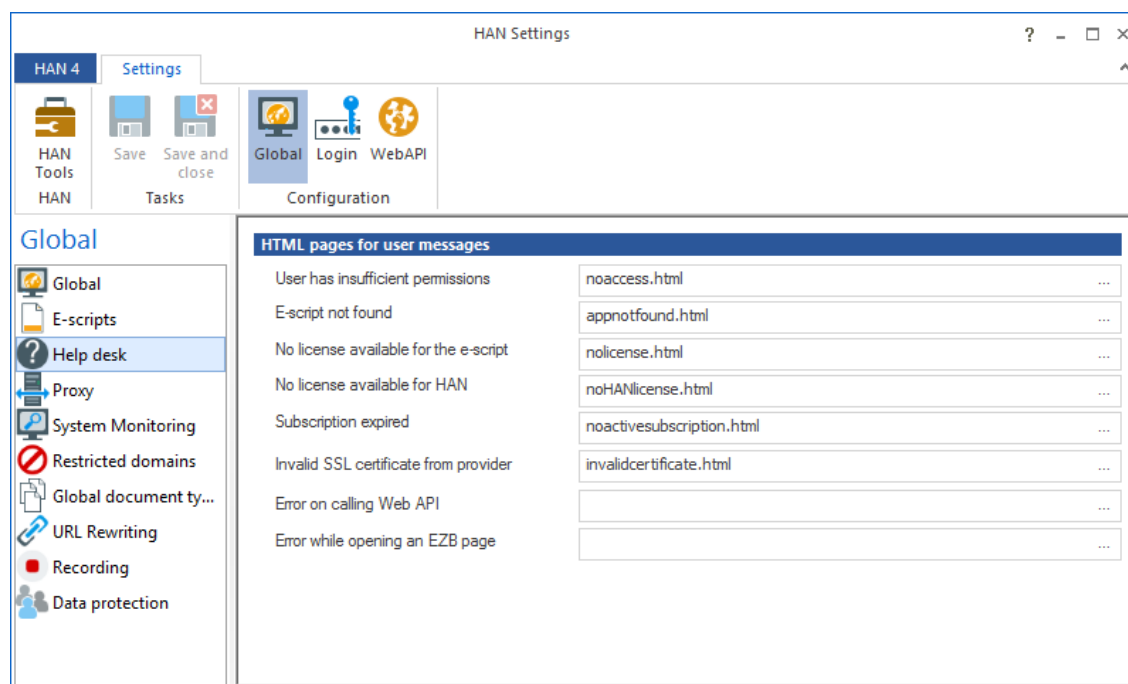 HAN Settings
?
HAN 4 Settings
HAN Tools
Save
Save and close
Global
Login
WebAPI
HAN
Tasks
Configuration
Global
Global
E-scripts
Help desk
Proxy
System Monitoring
Restricted domains
Global document ty...
URL Rewriting
Recording
Data protection
HTML pages for user messages
User has insufficient permissions noaccess.html ...
E-script not found appnotfound.html ...
No license available for the e-script nolicense.html ...
No license available for HAN noHANlicense.html ...
Subscription expired noactivesubscription.html ...
Invalid SSL certificate from provider invalidcertificate.html ...
Error on calling Web API ...
Error while opening an EZB page ...